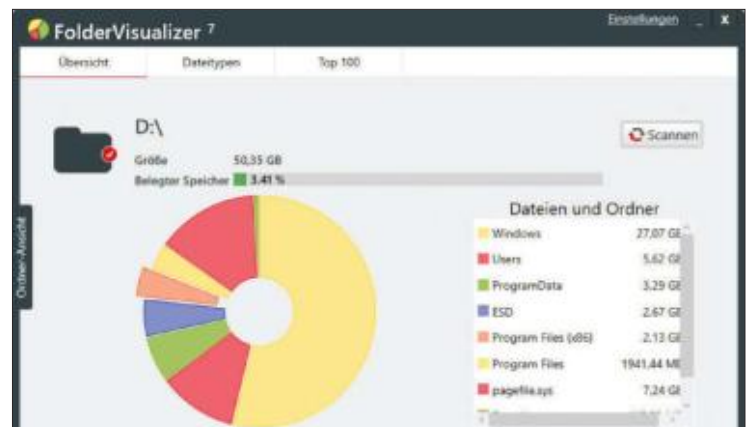 FolderVisualizer 7
Einstellungen _ X
Übersicht Dateitypen Top 100
D:\
Scannen
Größe 50,35 GB
Belegter Speicher 3.41 %
Ordner-Ansicht
Dateien und Ordner
Windows 27,07 GB
Users 5.62 GB
ProgramData 3.29 GB
ESD 2.67 GB
Program Files (x86) 2.13 GB
Program Files 1941,44 MB
pagefile.sys 7.24 GB